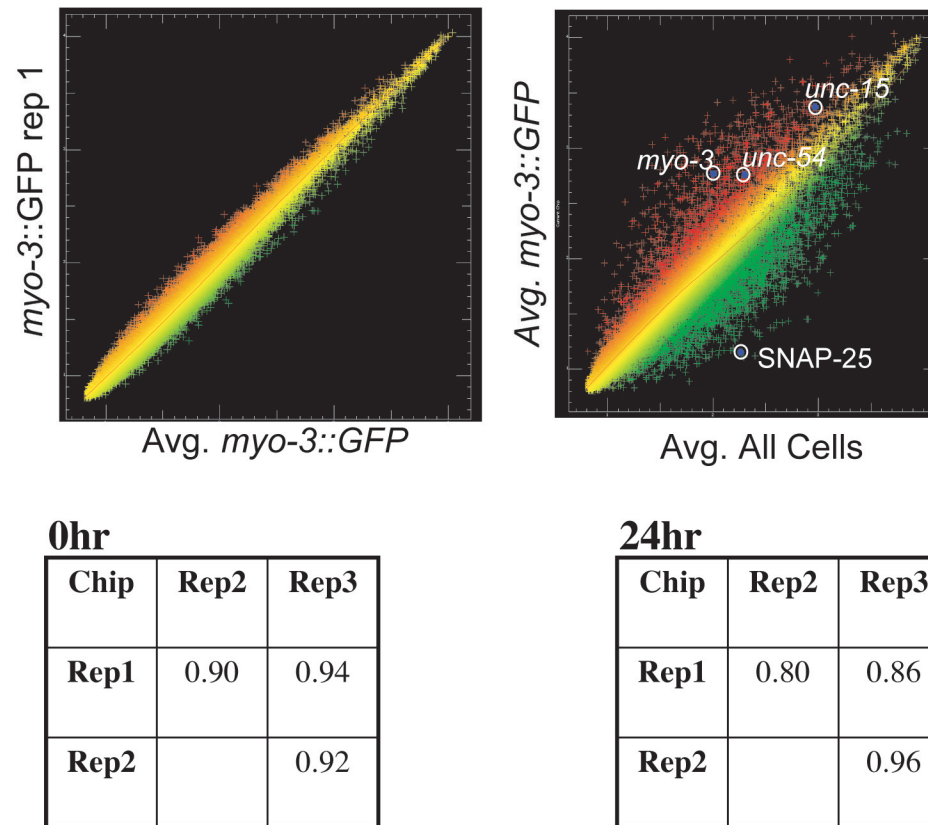 myo-3::GFP rep 1
Avg. myo-3::GFP
Avg. myo-3::GFP
unc-15
myo-3
unc-54
SNAP-25
Avg. All Cells
0hr
Chip Rep2 Rep3
Rep1 0.90 0.94
Rep2 0.92
24hr
Chip Rep2 Rep3
Rep1 0.80 0.86
Rep2 0.96